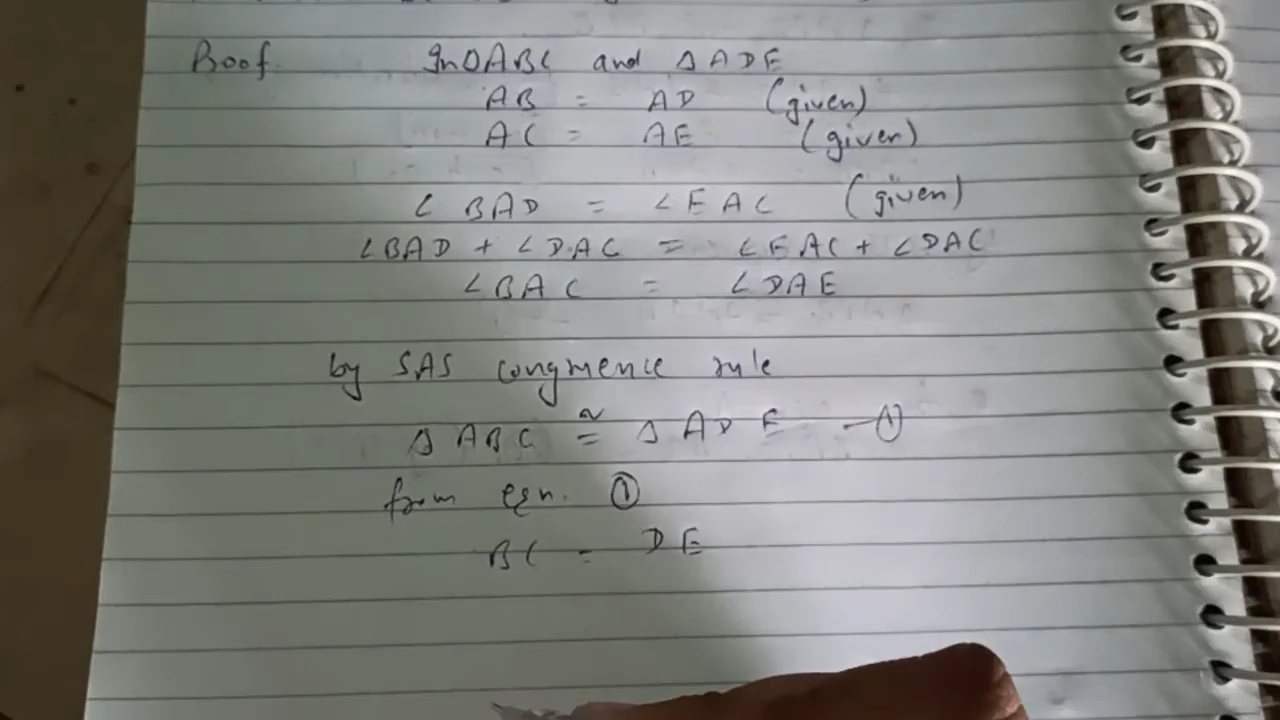 Proof. In ΔABC and ΔADE
AB = AD (given)
AC = AE (given)
∠BAD = ∠EAC (given)
∠BAD + ∠DAC = ∠EAC + ∠DAC
∠BAC = ∠DAE
by SAS congruence rule
ΔABC ≅ ΔADE —①
from eqn. ①
BC = DE